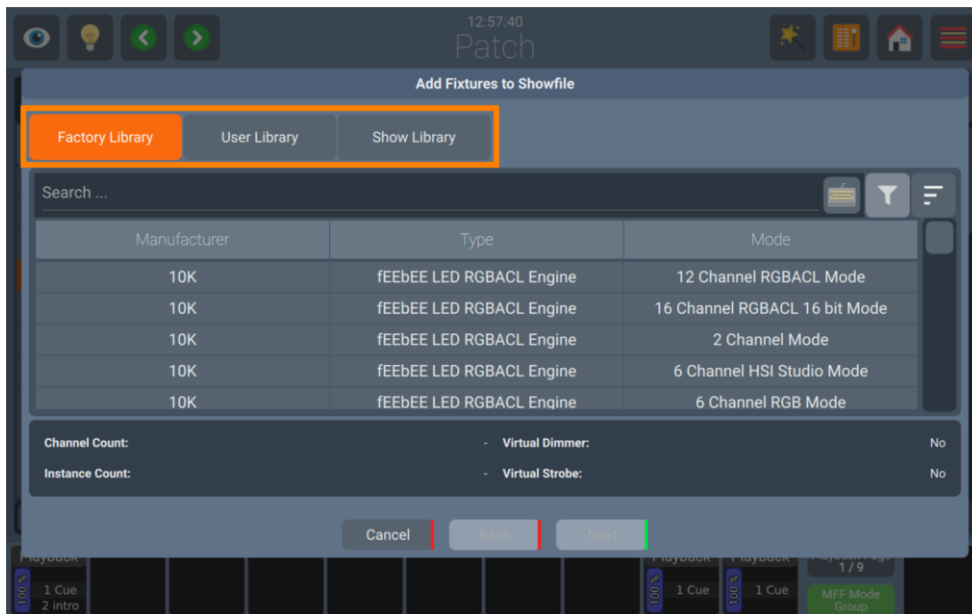 12:57:40
Patch
Add Fixtures to Showfile
Factory Library User Library Show Library
Search ...
Manufacturer Type Mode
10K fEEbEE LED RGBACL Engine 12 Channel RGBACL Mode
10K fEEbEE LED RGBACL Engine 16 Channel RGBACL 16 bit Mode
10K fEEbEE LED RGBACL Engine 2 Channel Mode
10K fEEbEE LED RGBACL Engine 6 Channel HSI Studio Mode
10K fEEbEE LED RGBACL Engine 6 Channel RGB Mode
Channel Count: - Virtual Dimmer: No
Instance Count: - Virtual Strobe: No
Cancel Back Next
Playback Playback Playback
1 / 9
100 % 1 Cue 100 % 1 Cue 100 % 1 Cue MFF Mode
2 intro Group